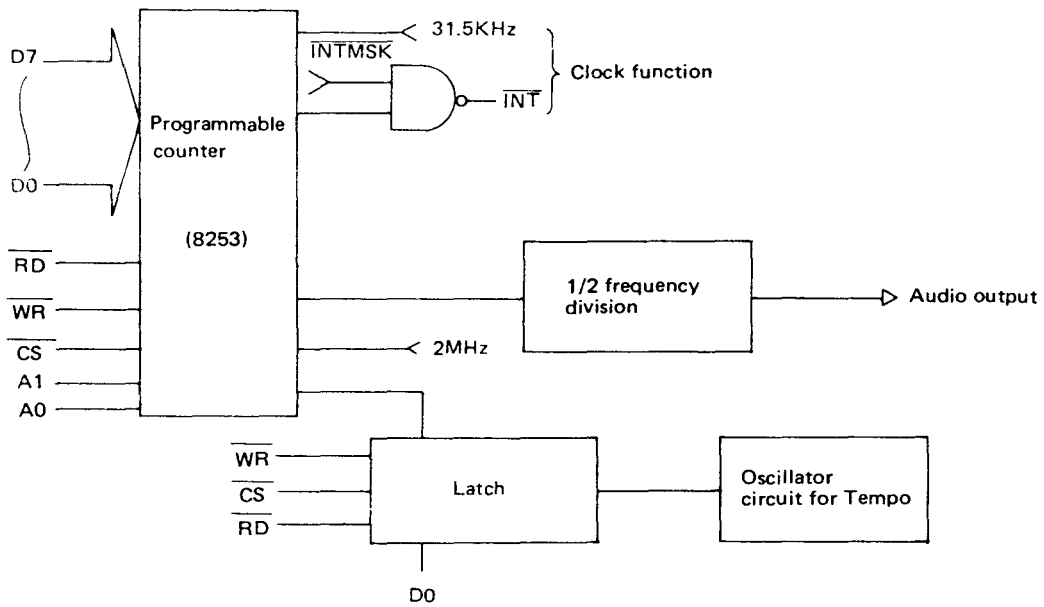 D7
D0
Programmable
counter
(8253)
RD
WR
CS
A1
A0
31.5KHz
INTMSK
INT
Clock function
1/2 frequency
division
Audio output
2MHz
WR
CS
RD
Latch
D0
Oscillator
circuit for Tempo